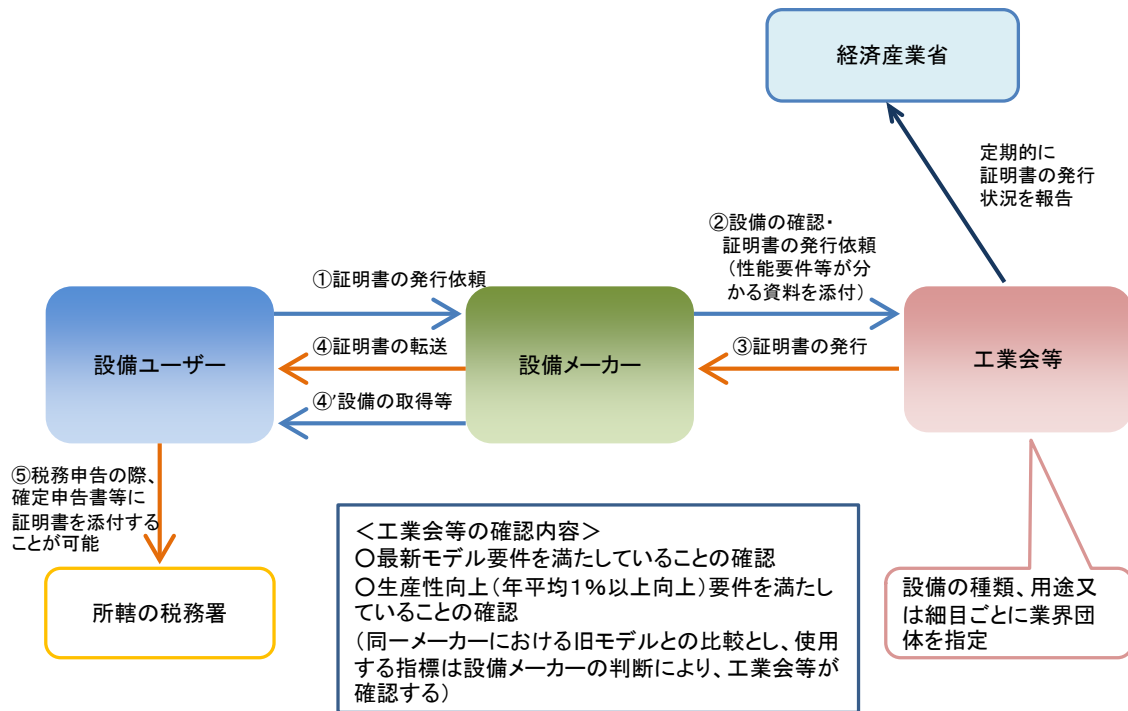 経済産業省
定期的に
証明書の発行
状況を報告
②設備の確認・
証明書の発行依頼
(性能要件等が分
かる資料を添付)
①証明書の発行依頼
設備ユーザー
④証明書の転送
設備メーカー
③証明書の発行
工業会等
④’設備の取得等
⑤税務申告の際、
確定申告書等に
証明書を添付する
ことが可能
<工業会等の確認内容>
○最新モデル要件を満たしていることの確認
○生産性向上(年平均1%以上向上)要件を満たし
ていることの確認
(同一メーカーにおける旧モデルとの比較とし、使用
する指標は設備メーカーの判断により、工業会等が
確認する)
所轄の税務署
設備の種類、用途又
は細目ごとに業界団
体を指定